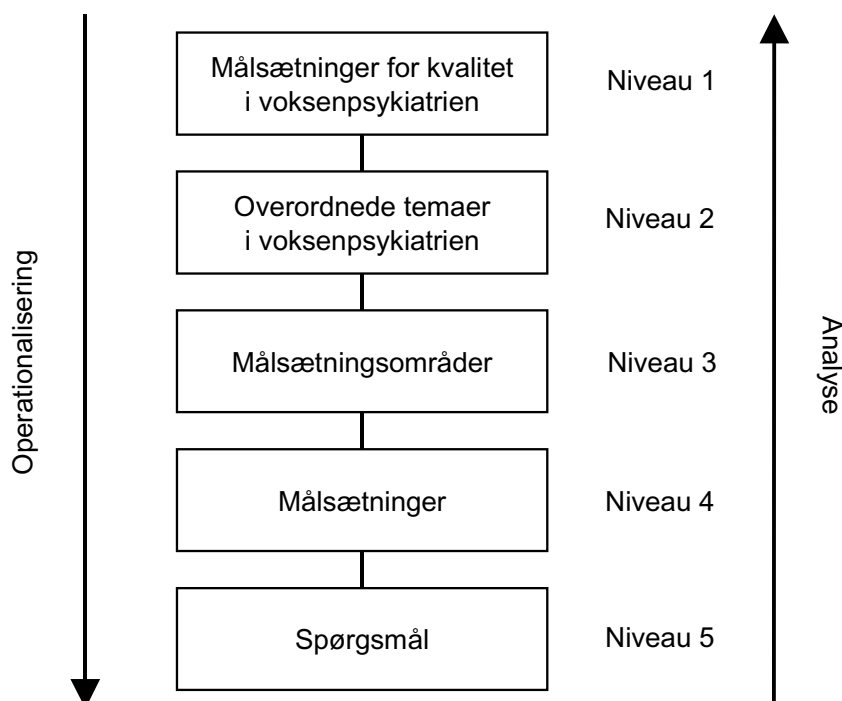 Målsætninger for kvalitet
i voksenpsykiatrien
Niveau 1
Overordnede temaer
i voksenpsykiatrien
Niveau 2
Målsætningsområder
Niveau 3
Målsætninger
Niveau 4
Spørgsmål
Niveau 5
Operationalisering
Analyse